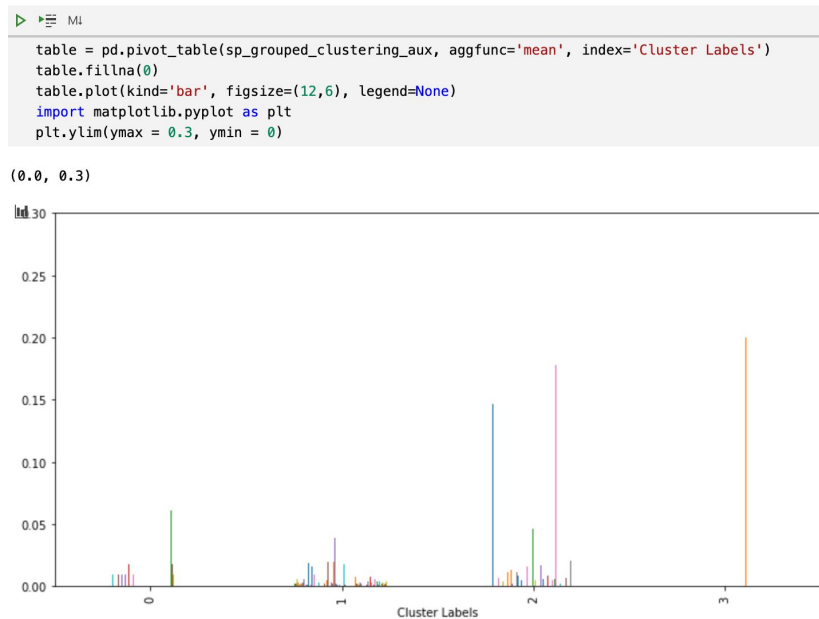 M↓
table = pd.pivot_table(sp_grouped_clustering_aux, aggfunc='mean', index='Cluster Labels')
table.fillna(0)
table.plot(kind='bar', figsize=(12,6), legend=None)
import matplotlib.pyplot as plt
plt.ylim(ymax = 0.3, ymin = 0)
(0.0, 0.3)
.30
0.25
0.20
0.15
0.10
0.05
0.00
0 1 2 3
Cluster Labels